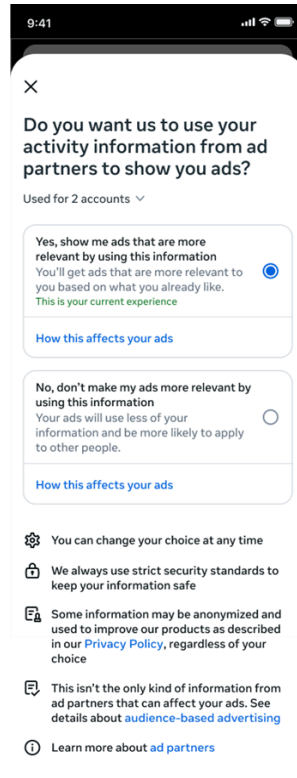 9:41
Do you want us to use your
activity information from ad
partners to show you ads?
Used for 2 accounts
Yes, show me ads that are more
relevant by using this information
You'll get ads that are more relevant to
you based on what you already like.
This is your current experience
How this affects your ads
No, don't make my ads more relevant by
using this information
Your ads will use less of your
information and be more likely to apply
to other people.
How this affects your ads
You can change your choice at any time
We always use strict security standards to
keep your information safe
Some information may be anonymized and
used to improve our products as described
in our Privacy Policy, regardless of your
choice
This isn't the only kind of information from
ad partners that can affect your ads. See
details about audience-based advertising
Learn more about ad partners